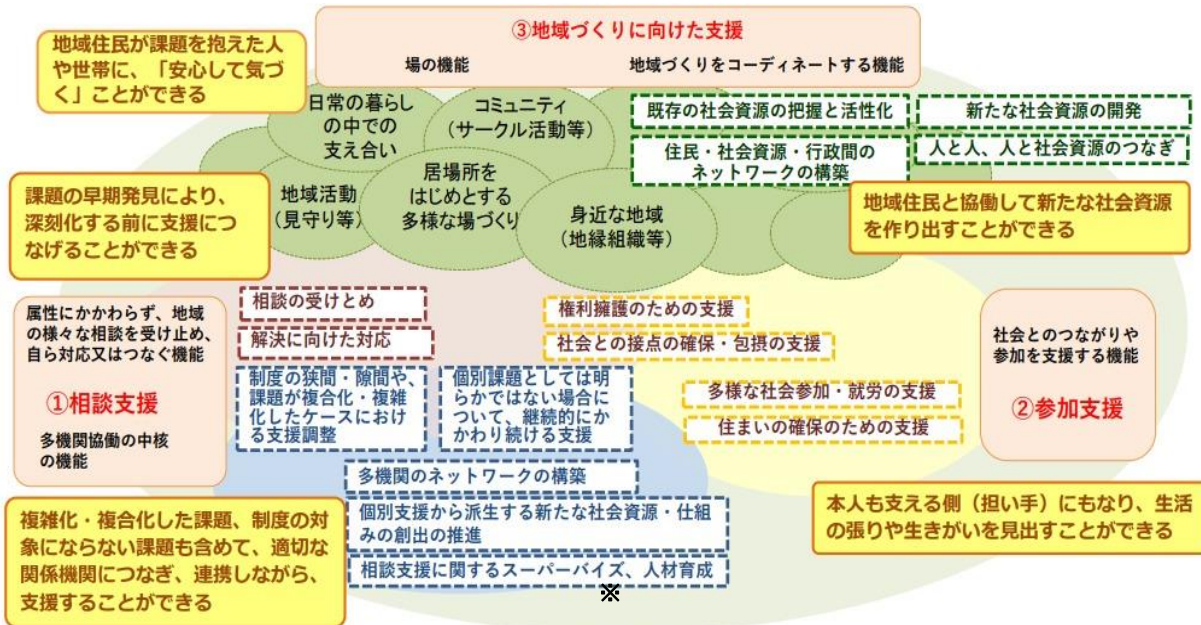 ③地域づくりに向けた支援
場の機能
地域づくりをコーディネートする機能
地域住民が課題を抱えた人
や世帯に、「安心して気づ
く」ことができる
日常の暮らし
の中での
支え合い
コミュニティ
（サークル活動等）
既存の社会資源の把握と活性化
新たな社会資源の開発
住民・社会資源・行政間の
ネットワークの構築
人と人、人と社会資源のつなぎ
地域活動
（見守り等）
居場所を
はじめとする
多様な場づくり
身近な地域
（地縁組織等）
課題の早期発見により、
深刻化する前に支援につ
なげることができる
地域住民と協働して新たな社会資源
を作り出すことができる
属性にかかわらず、地域
の様々な相談を受け止め、
自ら対応又はつなぐ機能
①相談支援
多機関協働の中核
の機能
相談の受けとめ
解決に向けた対応
制度の狭間・隙間や、
課題が複合化・複雑
化したケースにおけ
る支援調整
個別課題としては明
らかではない場合に
ついて、継続的にか
かわり続ける支援
権利擁護のための支援
社会との接点の確保・包摂の支援
多様な社会参加・就労の支援
住まいの確保のための支援
社会とのつながりや
参加を支援する機能
②参加支援
多機関のネットワークの構築
個別支援から派生する新たな社会資源・仕組
みの創出の推進
相談支援に関するスーパーバイズ、人材育成
※
複雑化・複合化した課題、制度の対
象にならない課題も含めて、適切な
関係機関につなぎ、連携しながら、
支援することができる
本人も支える側（担い手）にもなり、生活
の張りや生きがいを見出すことができる